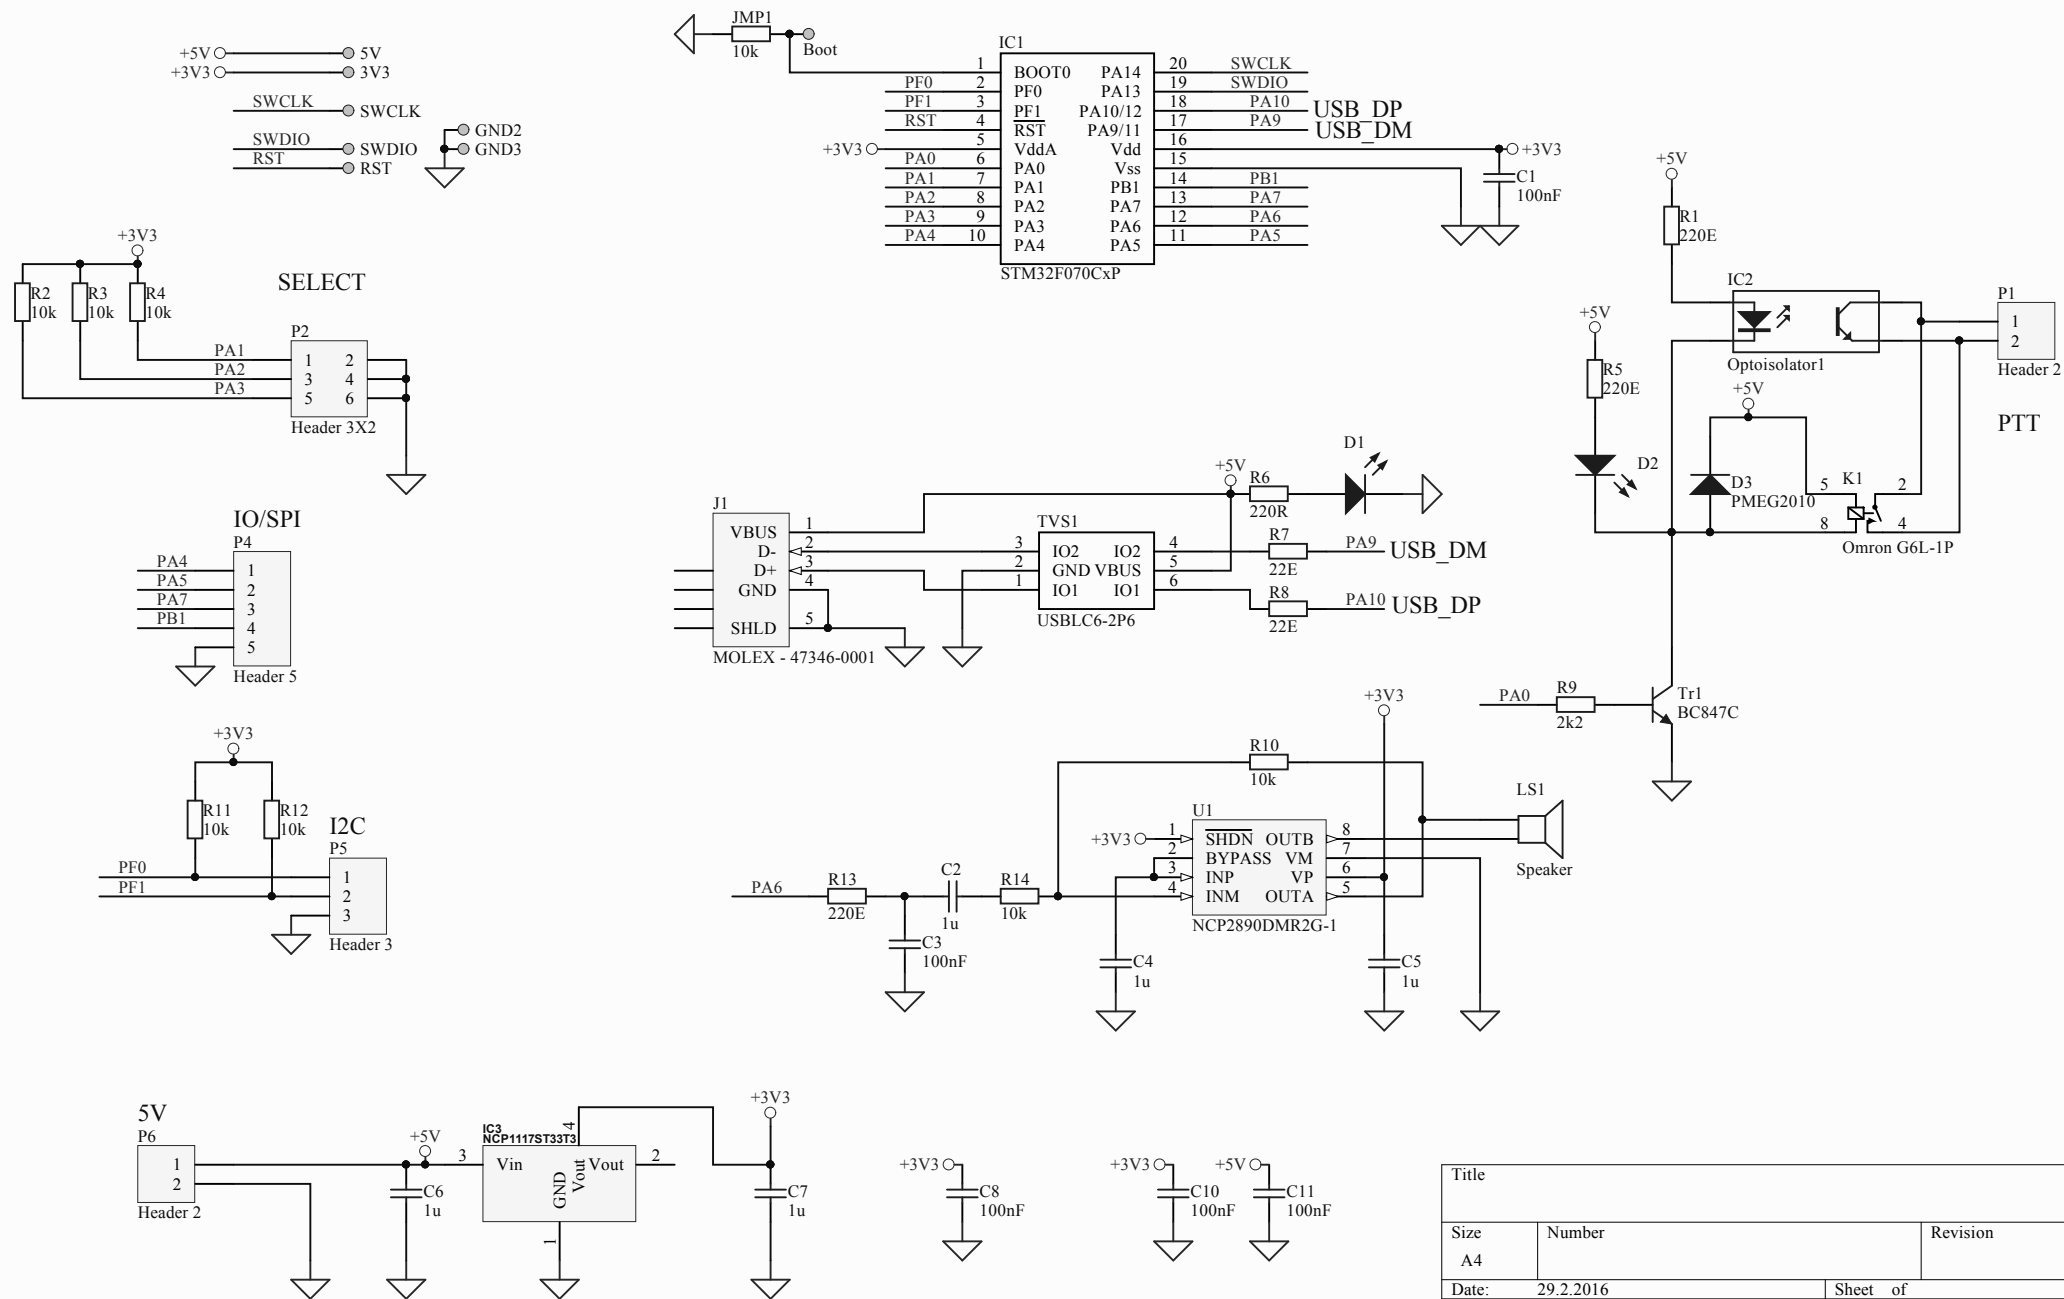 +5V 5V
+3V3 3V3
SWCLK SWCLK
SWDIO SWDIO
RST RST
GND2
GND3
JMP1
10k
Boot
IC1
1 BOOT0 PA14 20 SWCLK
PF0 2 PF0 PA13 19 SWDIO
PF1 3 PF1 PA10/12 18 PA10 USB_DP
RST 4 RST PA9/11 17 PA9 USB_DM
+3V3 5 VddA Vdd 16 +3V3
PA0 6 PA0 Vss 15
PA1 7 PA1 PB1 14 PB1
PA2 8 PA2 PA7 13 PA7
PA3 9 PA3 PA6 12 PA6
PA4 10 PA4 PA5 11 PA5
STM32F070CxP
C1
100nF
+3V3
R2
10k
R3
10k
R4
10k
SELECT
P2
PA1 1 2
PA2 3 4
PA3 5 6
Header 3X2
+5V
R1
220E
IC2
Optoisolator1
P1
1
2
Header 2
PTT
+5V
R5
220E
D2
+5V
D3
PMEG2010
5 K1 2
8 4
Omron G6L-1P
IO/SPI
P4
PA4 1
PA5 2
PA7 3
PB1 4
5
Header 5
J1
VBUS 1
D- 2
D+ 3
GND 4
SHLD 5
MOLEX - 47346-0001
TVS1
3 IO2 IO2 4
2 GND VBUS 5
1 IO1 IO1 6
USBLC6-2P6
+5V
R6
220R
D1
R7
22E
PA9 USB_DM
R8
22E
PA10 USB_DP
PA0
R9
2k2
Tr1
BC847C
+3V3
R11
10k
R12
10k
I2C
P5
PF0 1
PF1 2
3
Header 3
+3V3
R10
10k
LS1
Speaker
U1
+3V3 1 SHDN OUTB 8
2 BYPASS VM 7
3 INP VP 6
4 INM OUTA 5
NCP2890DMR2G-1
PA6
R13
220E
C2
1u
R14
10k
C3
100nF
C4
1u
C5
1u
5V
P6
1
2
Header 2
+5V
C6
1u
IC3
NCP1117ST33T3
3 Vin Vout 2
Vout 4
GND 1
+3V3
C7
1u
+3V3
C8
100nF
+3V3
C10
100nF
+5V
C11
100nF
Title
Size Number Revision
A4
Date: 29.2.2016 Sheet of